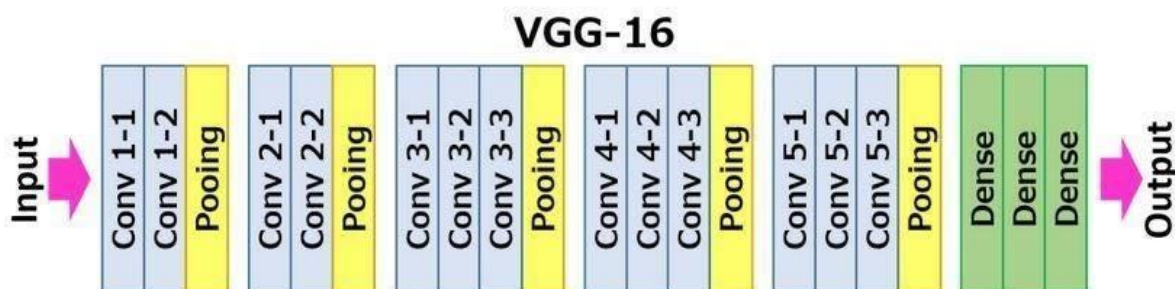 VGG-16
Input
Conv 1-1
Conv 1-2
Pooing
Conv 2-1
Conv 2-2
Pooing
Conv 3-1
Conv 3-2
Conv 3-3
Pooing
Conv 4-1
Conv 4-2
Conv 4-3
Pooing
Conv 5-1
Conv 5-2
Conv 5-3
Pooing
Dense
Dense
Dense
Output